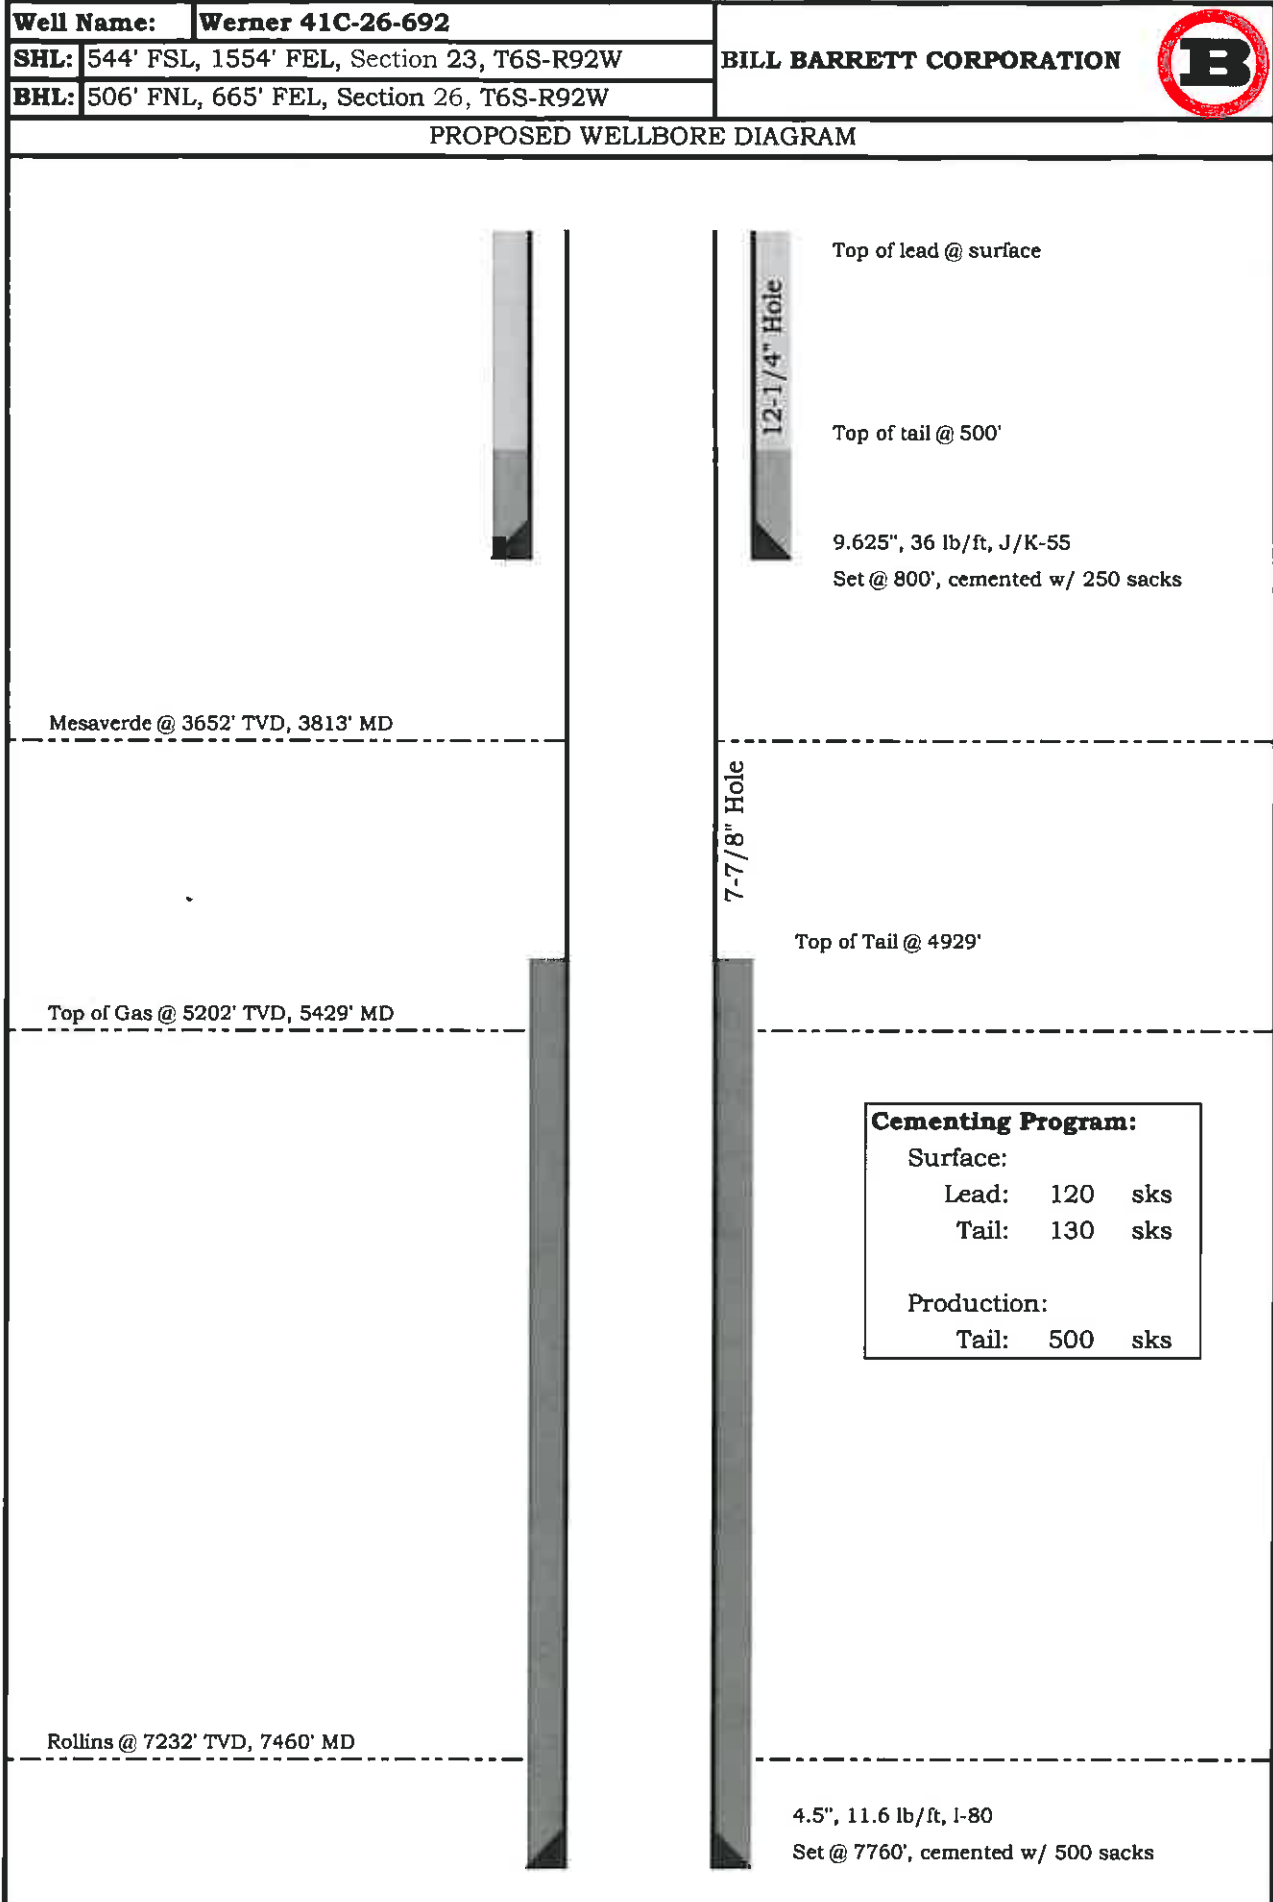 Well Name: Werner 41C-26-692
SHL: 544' FSL, 1554' FEL, Section 23, T6S-R92W
BILL BARRETT CORPORATION
B
BHL: 506' FNL, 665' FEL, Section 26, T6S-R92W
PROPOSED WELLBORE DIAGRAM
Top of lead @ surface
12-1/4" Hole
Top of tail @ 500'
9.625", 36 lb/ft, J/K-55
Set @ 800', cemented w/ 250 sacks
Mesaverde @ 3652' TVD, 3813' MD
7-7/8" Hole
Top of Tail @ 4929'
Top of Gas @ 5202' TVD, 5429' MD
Cementing Program:
Surface:
Lead: 120 sks
Tail: 130 sks
Production:
Tail: 500 sks
Rollins @ 7232' TVD, 7460' MD
4.5", 11.6 lb/ft, I-80
Set @ 7760', cemented w/ 500 sacks